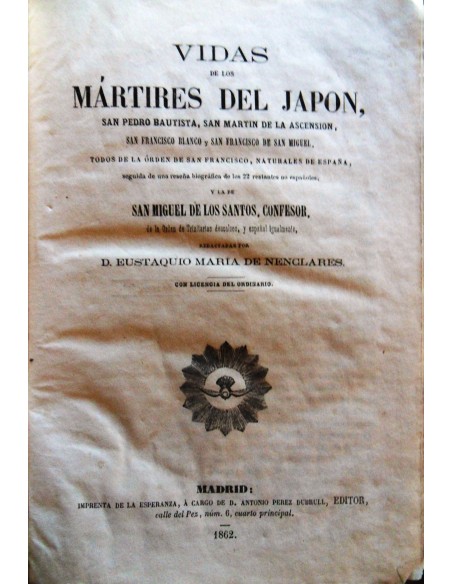 VIDAS
DE LOS
MÁRTIRES DEL JAPON,
SAN PEDRO BAUTISTA, SAN MARTIN DE LA ASCENSION,
SAN FRANCISCO BLANCO y SAN FRANCISCO DE SAN MIGUEL,
TODOS DE LA ÓRDEN DE SAN FRANCISCO, NATURALES DE ESPAÑA,
seguida de una reseña biográfica de los 22 restantes no españoles,
Y LA DE
SAN MIGUEL DE LOS SANTOS, CONFESOR,
de la Orden de Trinitarios descalzos, y español igualmente,
REDACTADAS POR
D. EUSTAQUIO MARIA DE NENCLARES.
CON LICENCIA DEL ORDINARIO.
MADRID:
IMPRENTA DE LA ESPERANZA, Á CARGO DE D. ANTONIO PEREZ DUBRULL, EDITOR,
calle del Pez, núm. 6, cuarto principal.
1862.